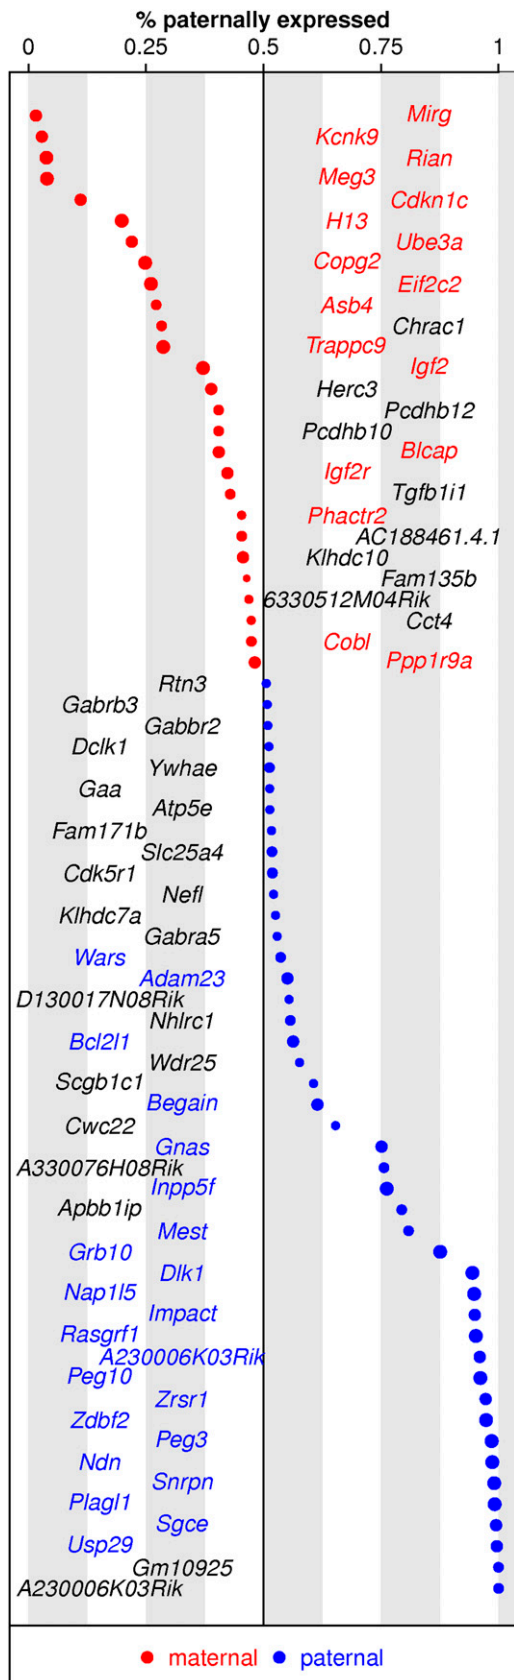 % paternally expressed
0 0.25 0.5 0.75 1
Mirg
Kcnk9
Rian
Meg3
Cdkn1c
H13
Ube3a
Copg2
Eif2c2
Asb4
Chrac1
Trappc9
Igf2
Herc3
Pcdhb12
Pcdhb10
Blcap
Igf2r
Tgfb1i1
Phactr2
AC188461.4.1
Klhdc10
Fam135b
6330512M04Rik
Cct4
Cobl
Ppp1r9a
Rtn3
Gabrb3
Gabbr2
Dclk1
Ywhae
Gaa
Atp5e
Fam171b
Slc25a4
Cdk5r1
Nefl
Klhdc7a
Gabra5
Wars
Adam23
D130017N08Rik
Nhlrc1
Bcl2l1
Wdr25
Scgb1c1
Begain
Cwc22
Gnas
A330076H08Rik
Inpp5f
Apbb1ip
Mest
Grb10
Dlk1
Nap1l5
Impact
Rasgrf1
A230006K03Rik
Peg10
Zrsr1
Zdbf2
Peg3
Ndn
Snrpn
Plagl1
Sgce
Usp29
Gm10925
A230006K03Rik
maternal paternal